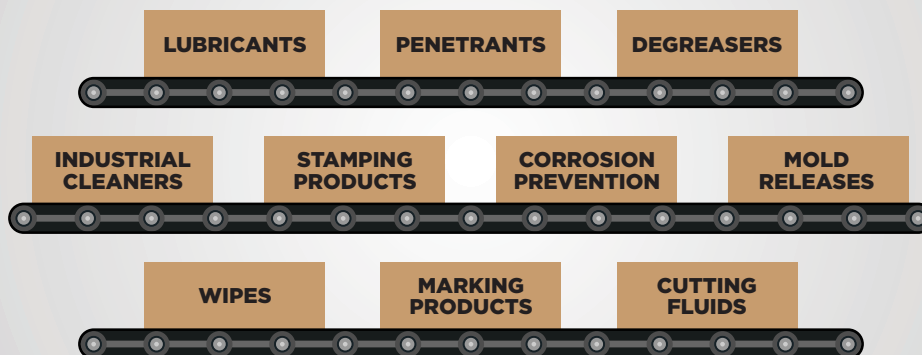 LUBRICANTS
PENETRANTS
DEGREASERS
INDUSTRIAL
CLEANERS
STAMPING
PRODUCTS
CORROSION
PREVENTION
MOLD
RELEASES
WIPES
MARKING
PRODUCTS
CUTTING
FLUIDS